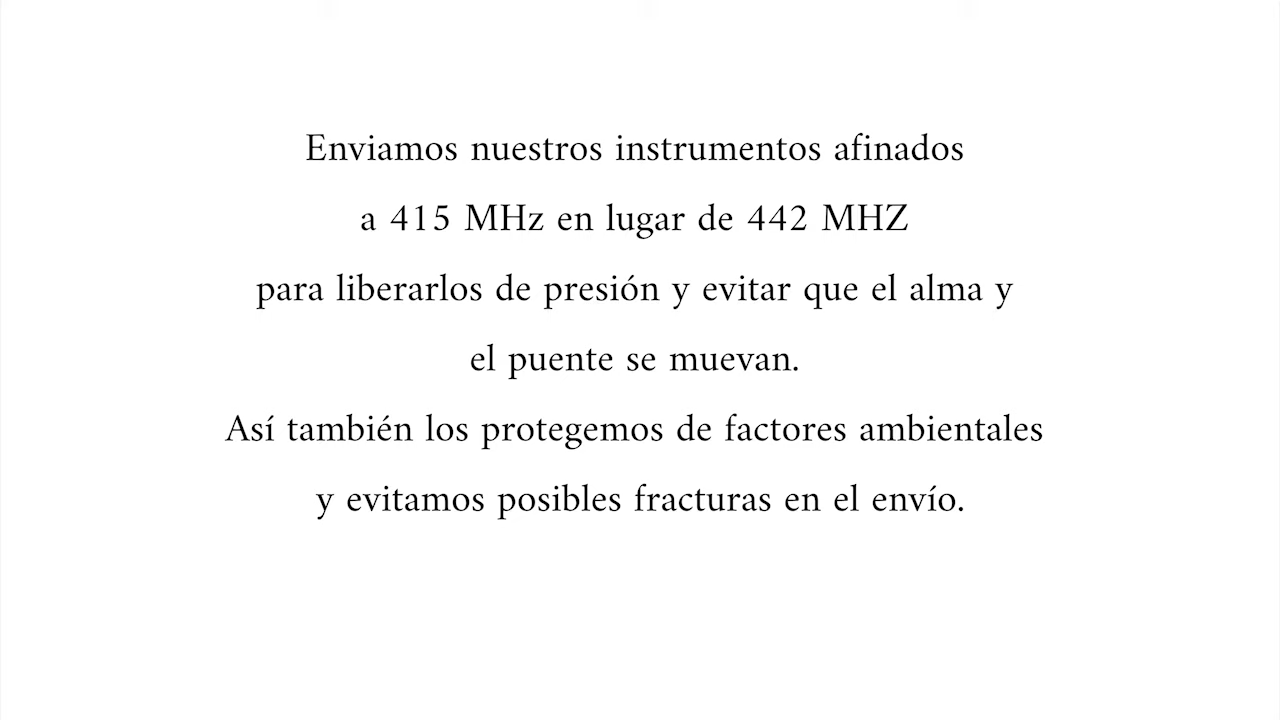 Enviamos nuestros instrumentos afinados
a 415 MHz en lugar de 442 MHZ
para liberarlos de presión y evitar que el alma y
el puente se muevan.
Así también los protegemos de factores ambientales
y evitamos posibles fracturas en el envío.